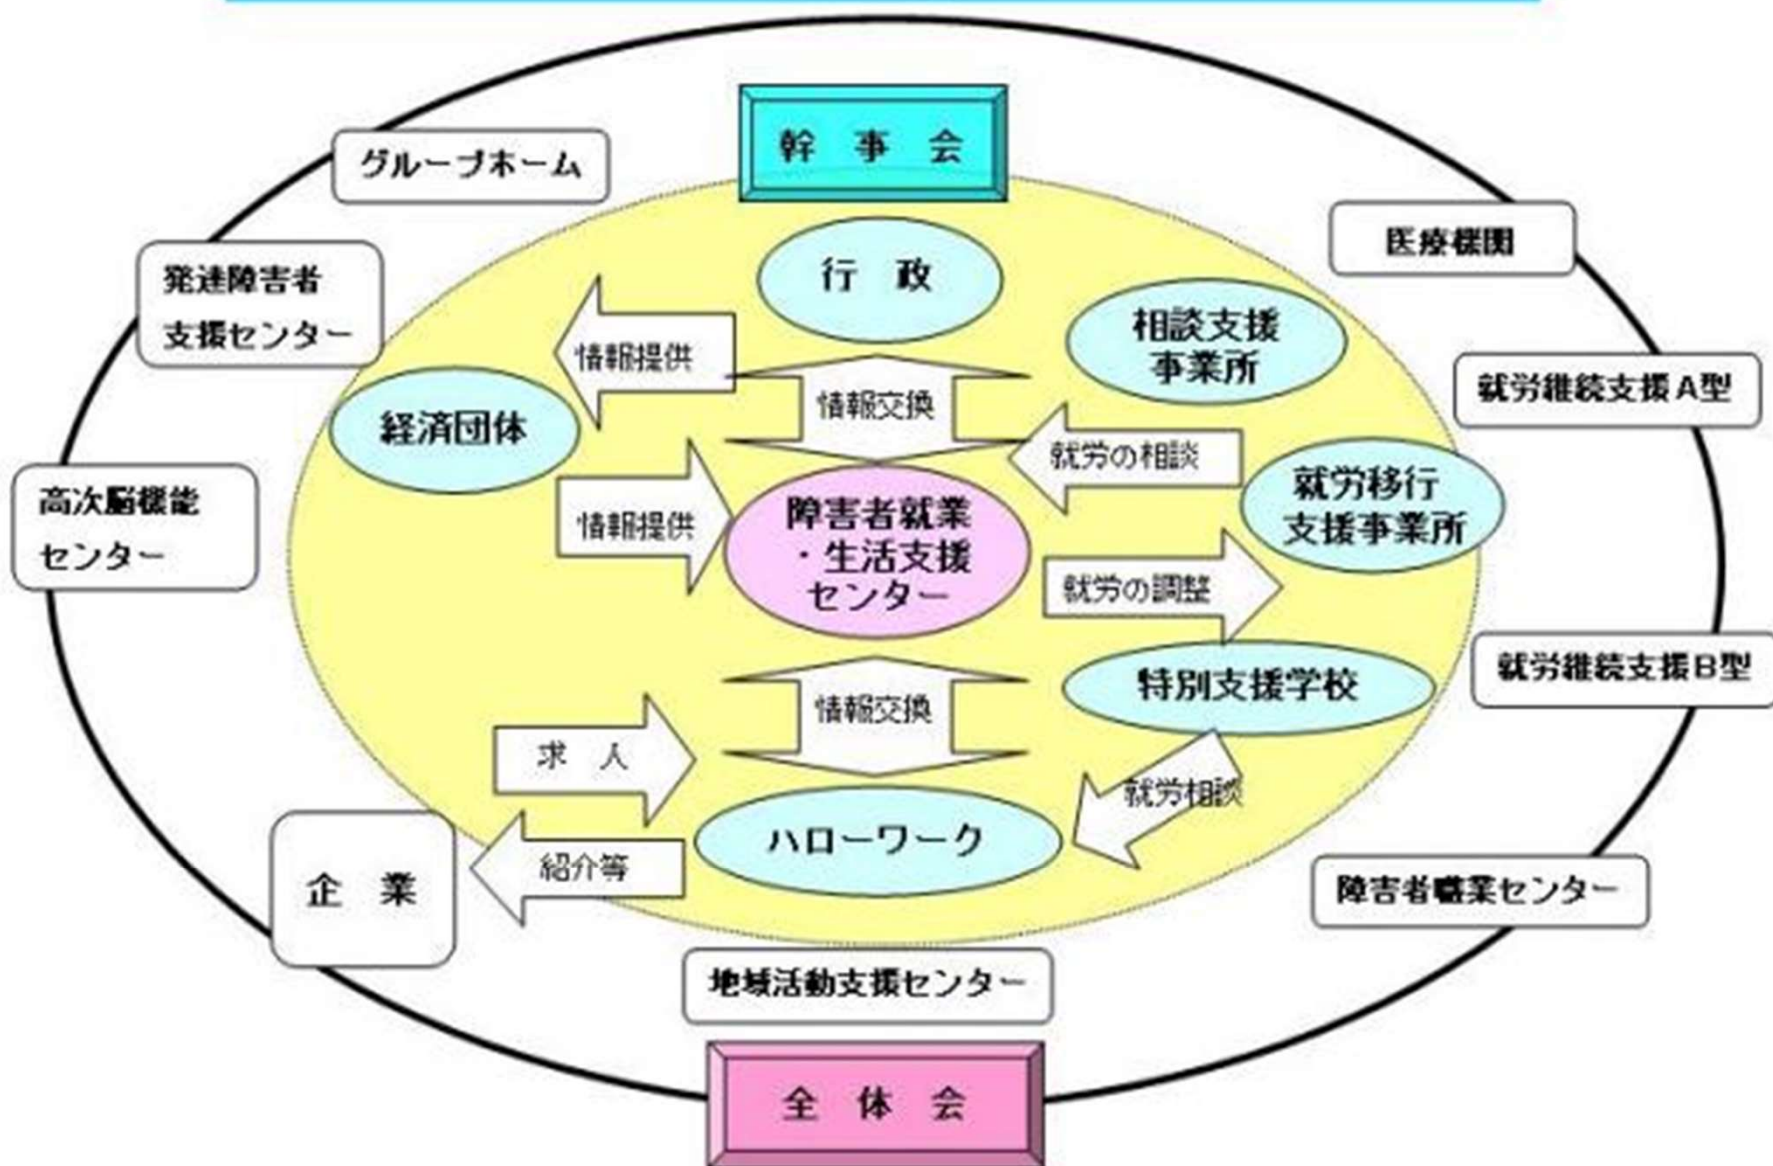 幹 事 会
グループホーム
医療機関
発達障害者
支援センター
行 政
相談支援
事業所
情報提供
就労継続支援A型
経済団体
情報交換
就労の相談
高次脳機能
センター
就労移行
支援事業所
情報提供
障害者就業
・生活支援
センター
就労の調整
就労継続支援B型
特別支援学校
情報交換
求 人
就労相談
ハローワーク
紹介等
企 業
障害者職業センター
地域活動支援センター
全 体 会